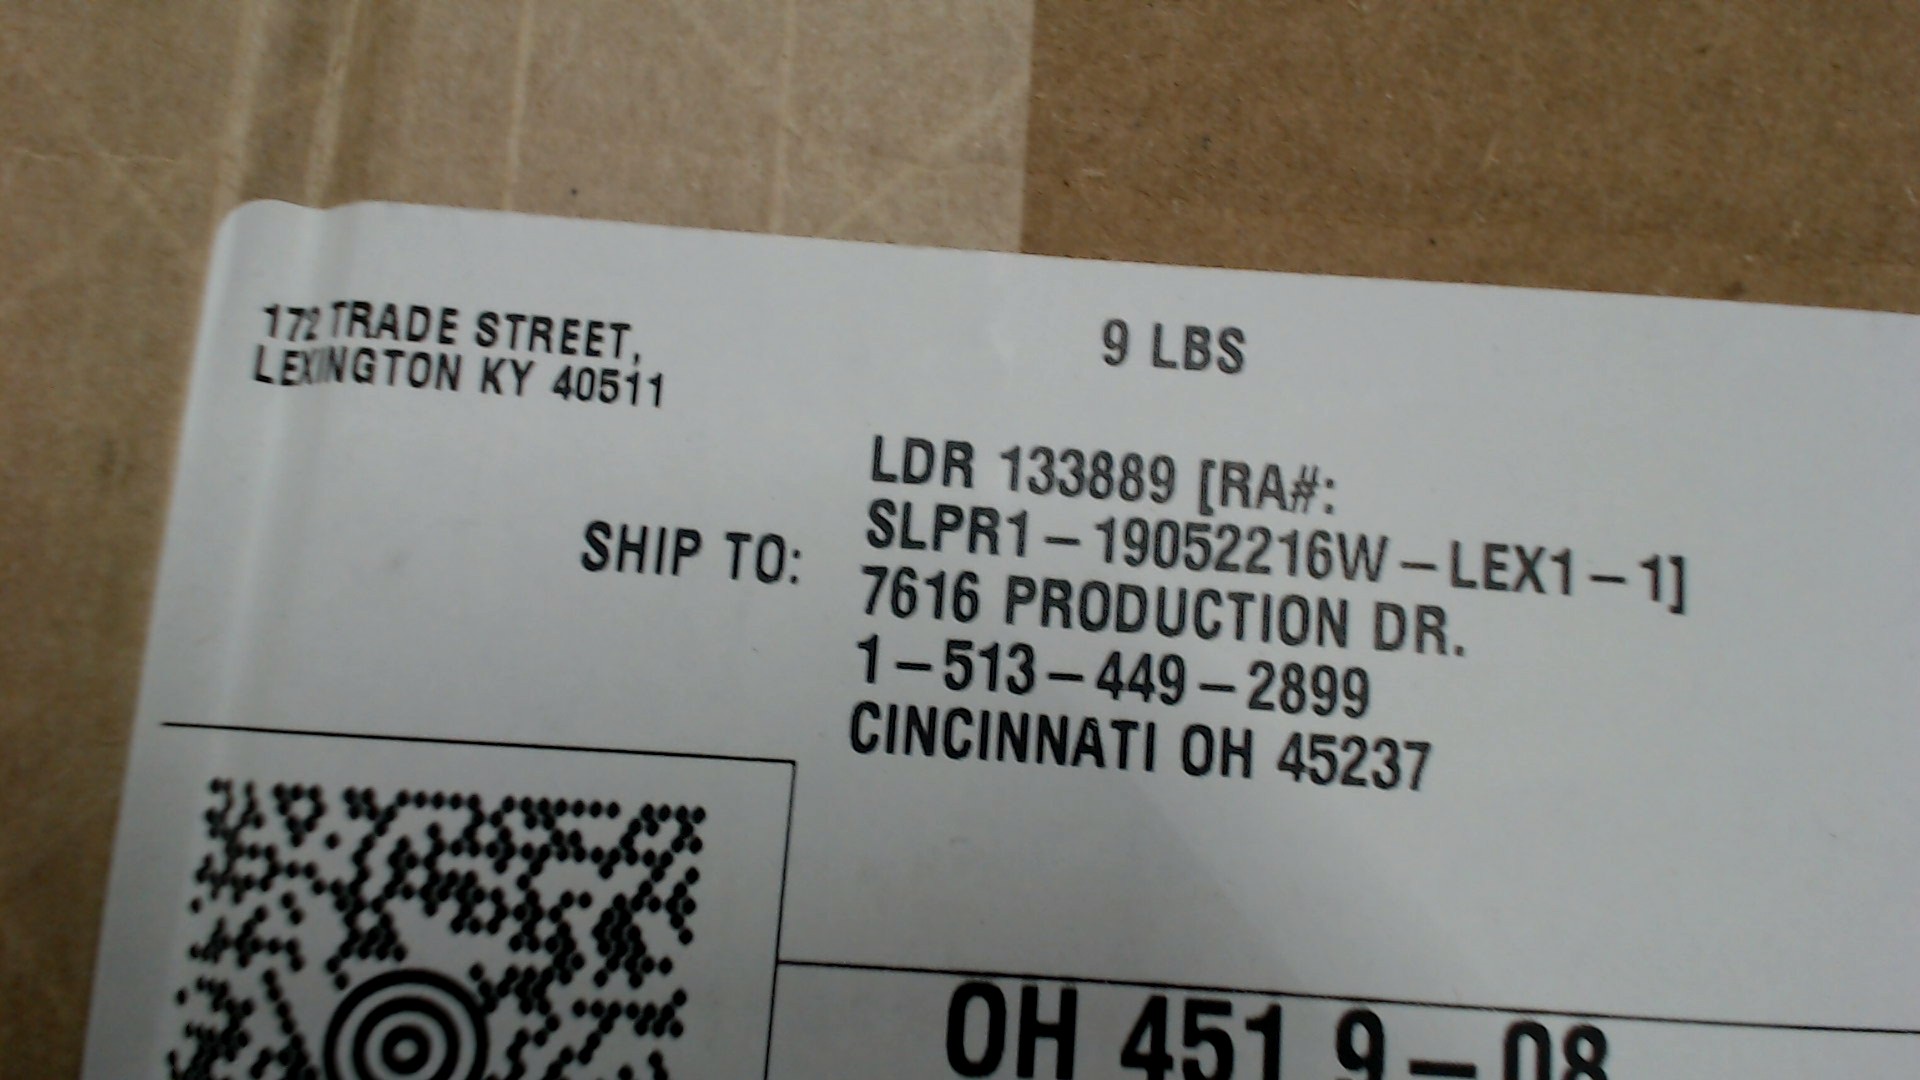 172 TRADE STREET,
LEXINGTON KY 40511
9 LBS
SHIP TO:
LDR 133889 [RA#:
SLPR1-19052216W-LEX1-1]
7616 PRODUCTION DR.
1-513-449-2899
CINCINNATI OH 45237
OH 451 9-08